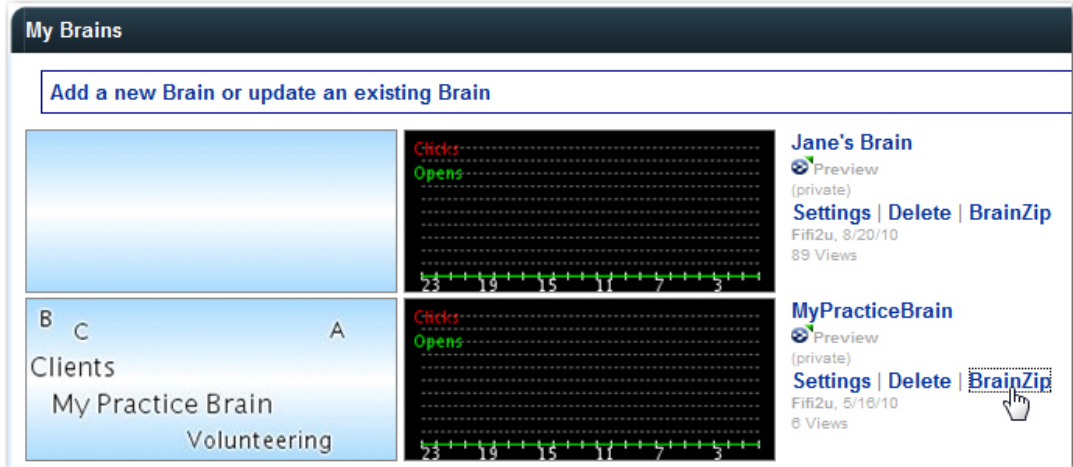 My Brains
Add a new Brain or update an existing Brain
Clicks
Opens
23 19 15 11 7 3
Jane's Brain
Preview
(private)
Settings | Delete | BrainZip
Fifi2u, 8/20/10
89 Views
B
C
A
Clients
My Practice Brain
Volunteering
Clicks
Opens
23 19 15 11 7 3
MyPracticeBrain
Preview
(private)
Settings | Delete | BrainZip
Fifi2u, 5/16/10
6 Views